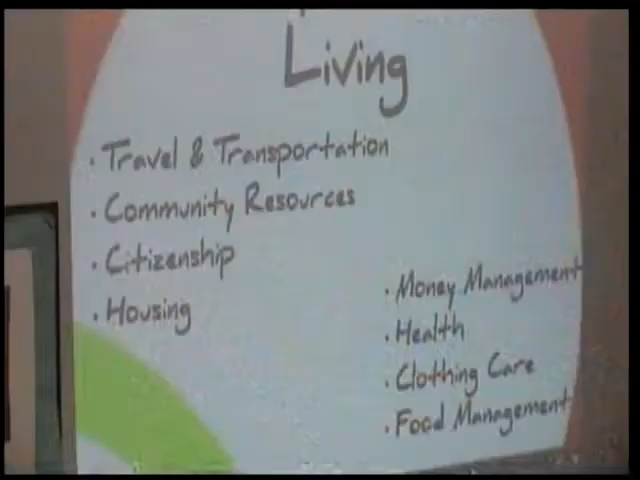 Living
· Travel & Transportation
· Community Resources
· Citizenship
· Housing
· Money Management
· Health
· Clothing Care
· Food Management